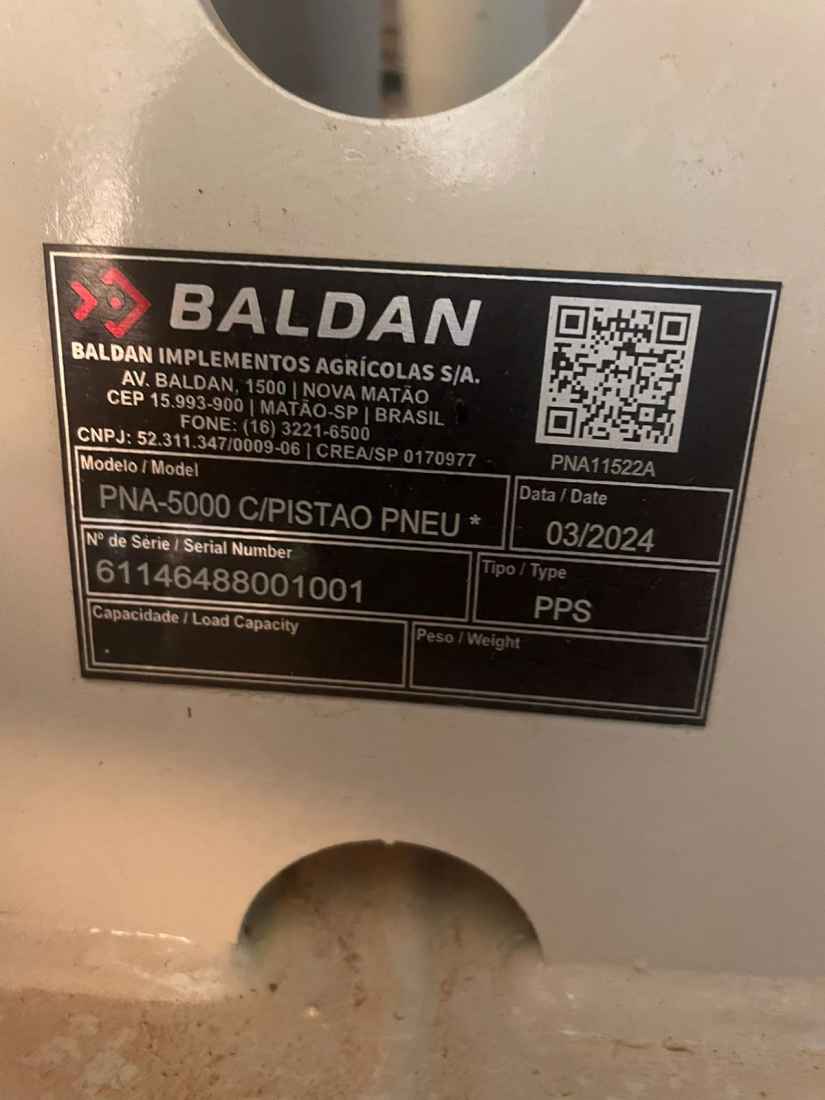 BALDAN
BALDAN IMPLEMENTOS AGRÍCOLAS S/A.
AV. BALDAN, 1500 | NOVA MATÃO
CEP 15.993-900 | MATÃO-SP | BRASIL
FONE: (16) 3221-6500
CNPJ: 52.311.347/0009-06 | CREA/SP 0170977
PNA11522A
Modelo / Model
PNA-5000 C/PISTAO PNEU *
Data / Date
03/2024
Nº de Série / Serial Number
61146488001001
Tipo / Type
PPS
Capacidade / Load Capacity
Peso / Weight